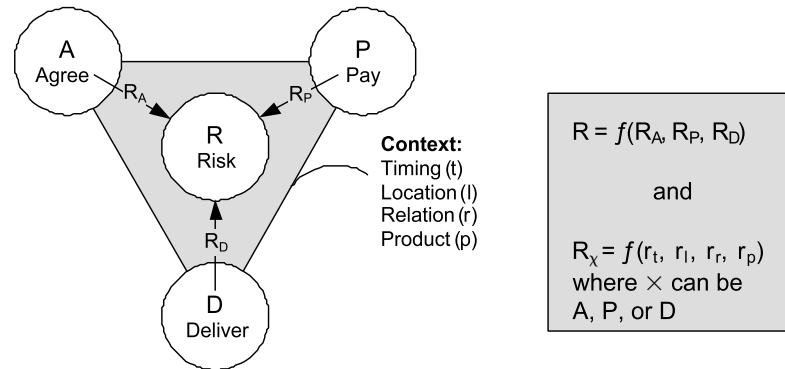 A
Agree
P
Pay
R_A
R_P
R
Risk
R_D
D
Deliver
Context:
Timing (t)
Location (l)
Relation (r)
Product (p)
R = f(R_A, R_P, R_D)
and
R_χ = f(r_t, r_l, r_r, r_p)
where × can be
A, P, or D